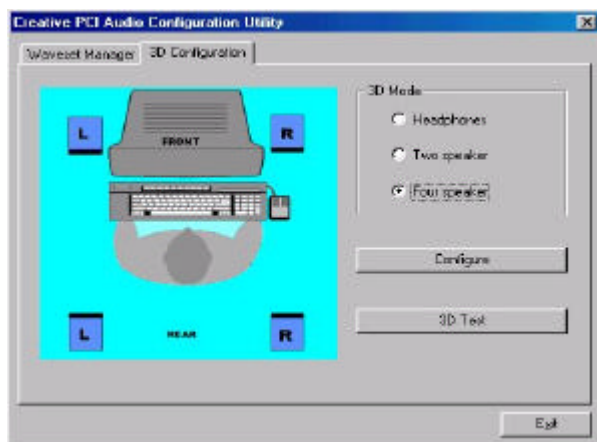 Creative PCI Audio Configuration Utility
Waveset Manager
3D Configuration
L
FRONT
R
L
REAR
R
3D Mode
Headphones
Two speaker
Four speaker
Configure
3D Test
Exit